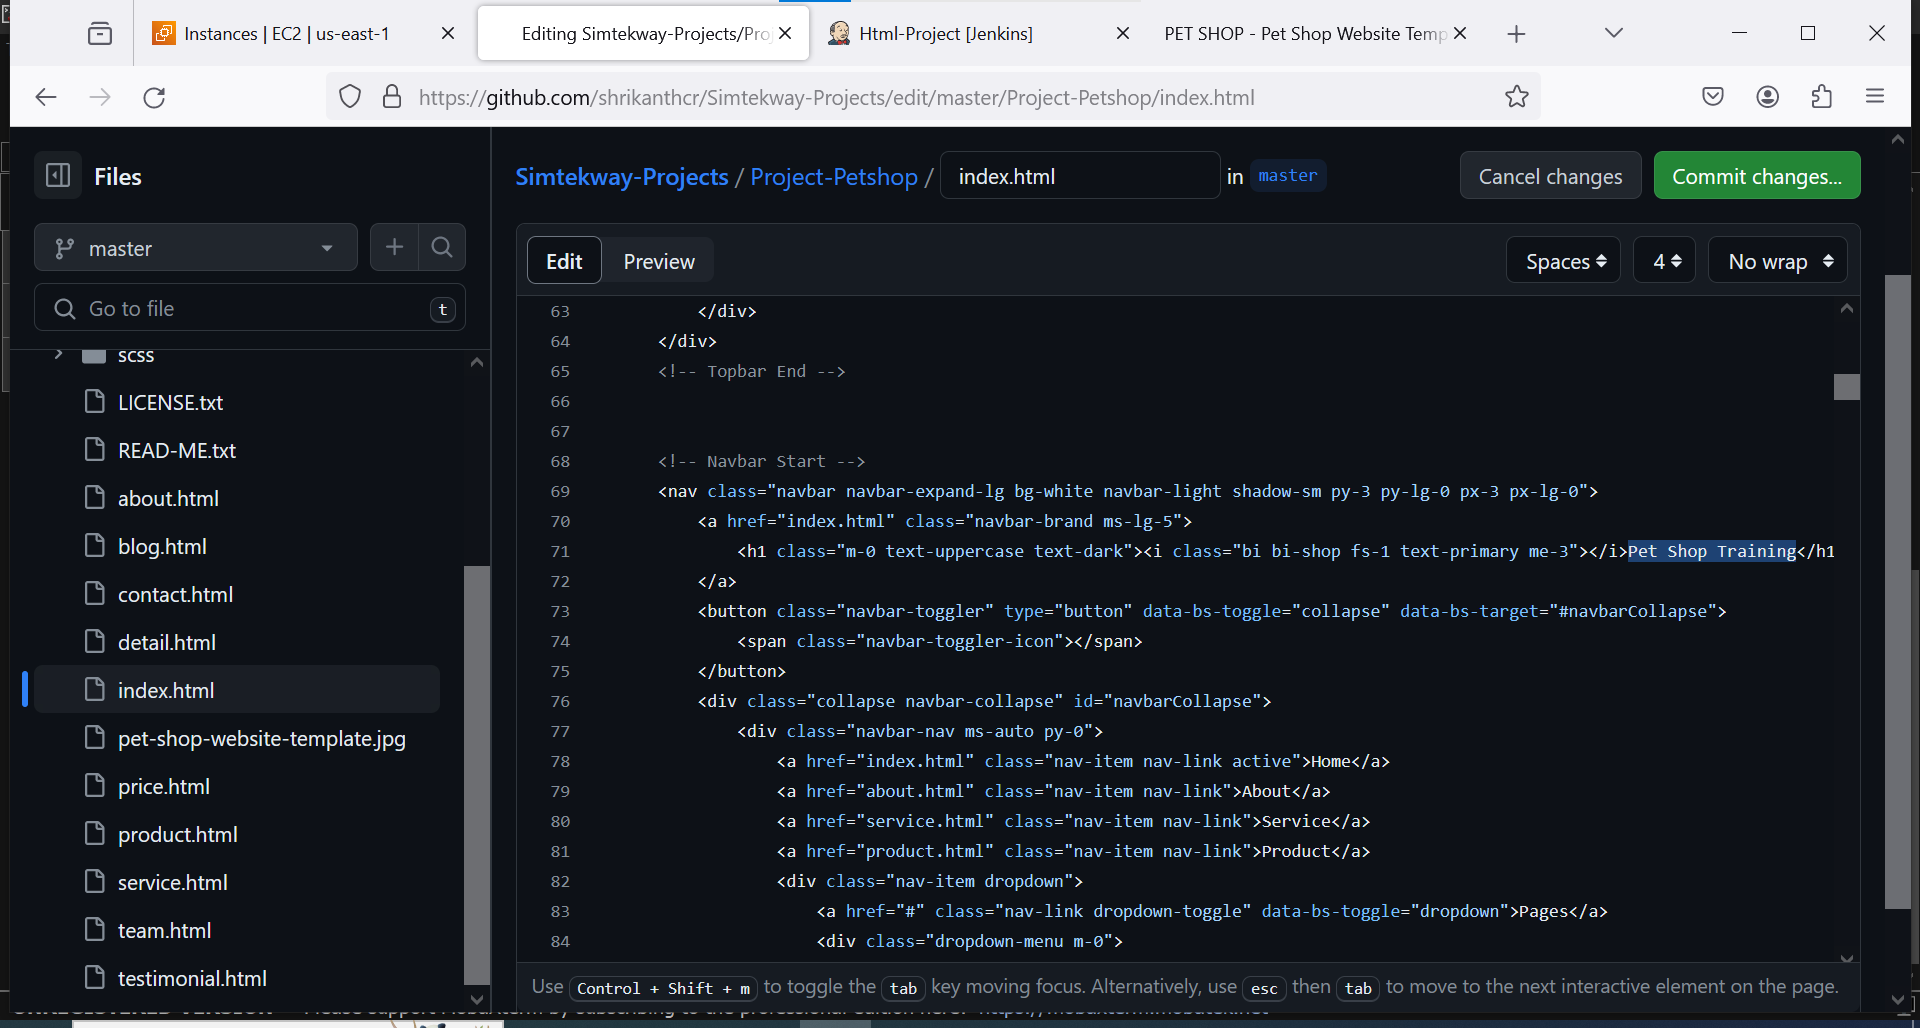 Instances | EC2 | us-east-1
Editing Simtekway-Projects/Pro
Html-Project [Jenkins]
PET SHOP - Pet Shop Website Temp
https://github.com/shrikanthcr/Simtekway-Projects/edit/master/Project-Petshop/index.html
Files
master
Go to file
t
scss
LICENSE.txt
READ-ME.txt
about.html
blog.html
contact.html
detail.html
index.html
pet-shop-website-template.jpg
price.html
product.html
service.html
team.html
testimonial.html
Simtekway-Projects / Project-Petshop / index.html in master
Cancel changes
Commit changes...
Edit
Preview
Spaces
4
No wrap
63 </div>
64 </div>
65 <!-- Topbar End -->
66
67
68 <!-- Navbar Start -->
69 <nav class="navbar navbar-expand-lg bg-white navbar-light shadow-sm py-3 py-lg-0 px-3 px-lg-0">
70 <a href="index.html" class="navbar-brand ms-lg-5">
71 <h1 class="m-0 text-uppercase text-dark"><i class="bi bi-shop fs-1 text-primary me-3"></i>Pet Shop Training</h1
72 </a>
73 <button class="navbar-toggler" type="button" data-bs-toggle="collapse" data-bs-target="#navbarCollapse">
74 <span class="navbar-toggler-icon"></span>
75 </button>
76 <div class="collapse navbar-collapse" id="navbarCollapse">
77 <div class="navbar-nav ms-auto py-0">
78 <a href="index.html" class="nav-item nav-link active">Home</a>
79 <a href="about.html" class="nav-item nav-link">About</a>
80 <a href="service.html" class="nav-item nav-link">Service</a>
81 <a href="product.html" class="nav-item nav-link">Product</a>
82 <div class="nav-item dropdown">
83 <a href="#" class="nav-link dropdown-toggle" data-bs-toggle="dropdown">Pages</a>
84 <div class="dropdown-menu m-0">
Use Control + Shift + m to toggle the tab key moving focus. Alternatively, use esc then tab to move to the next interactive element on the page.